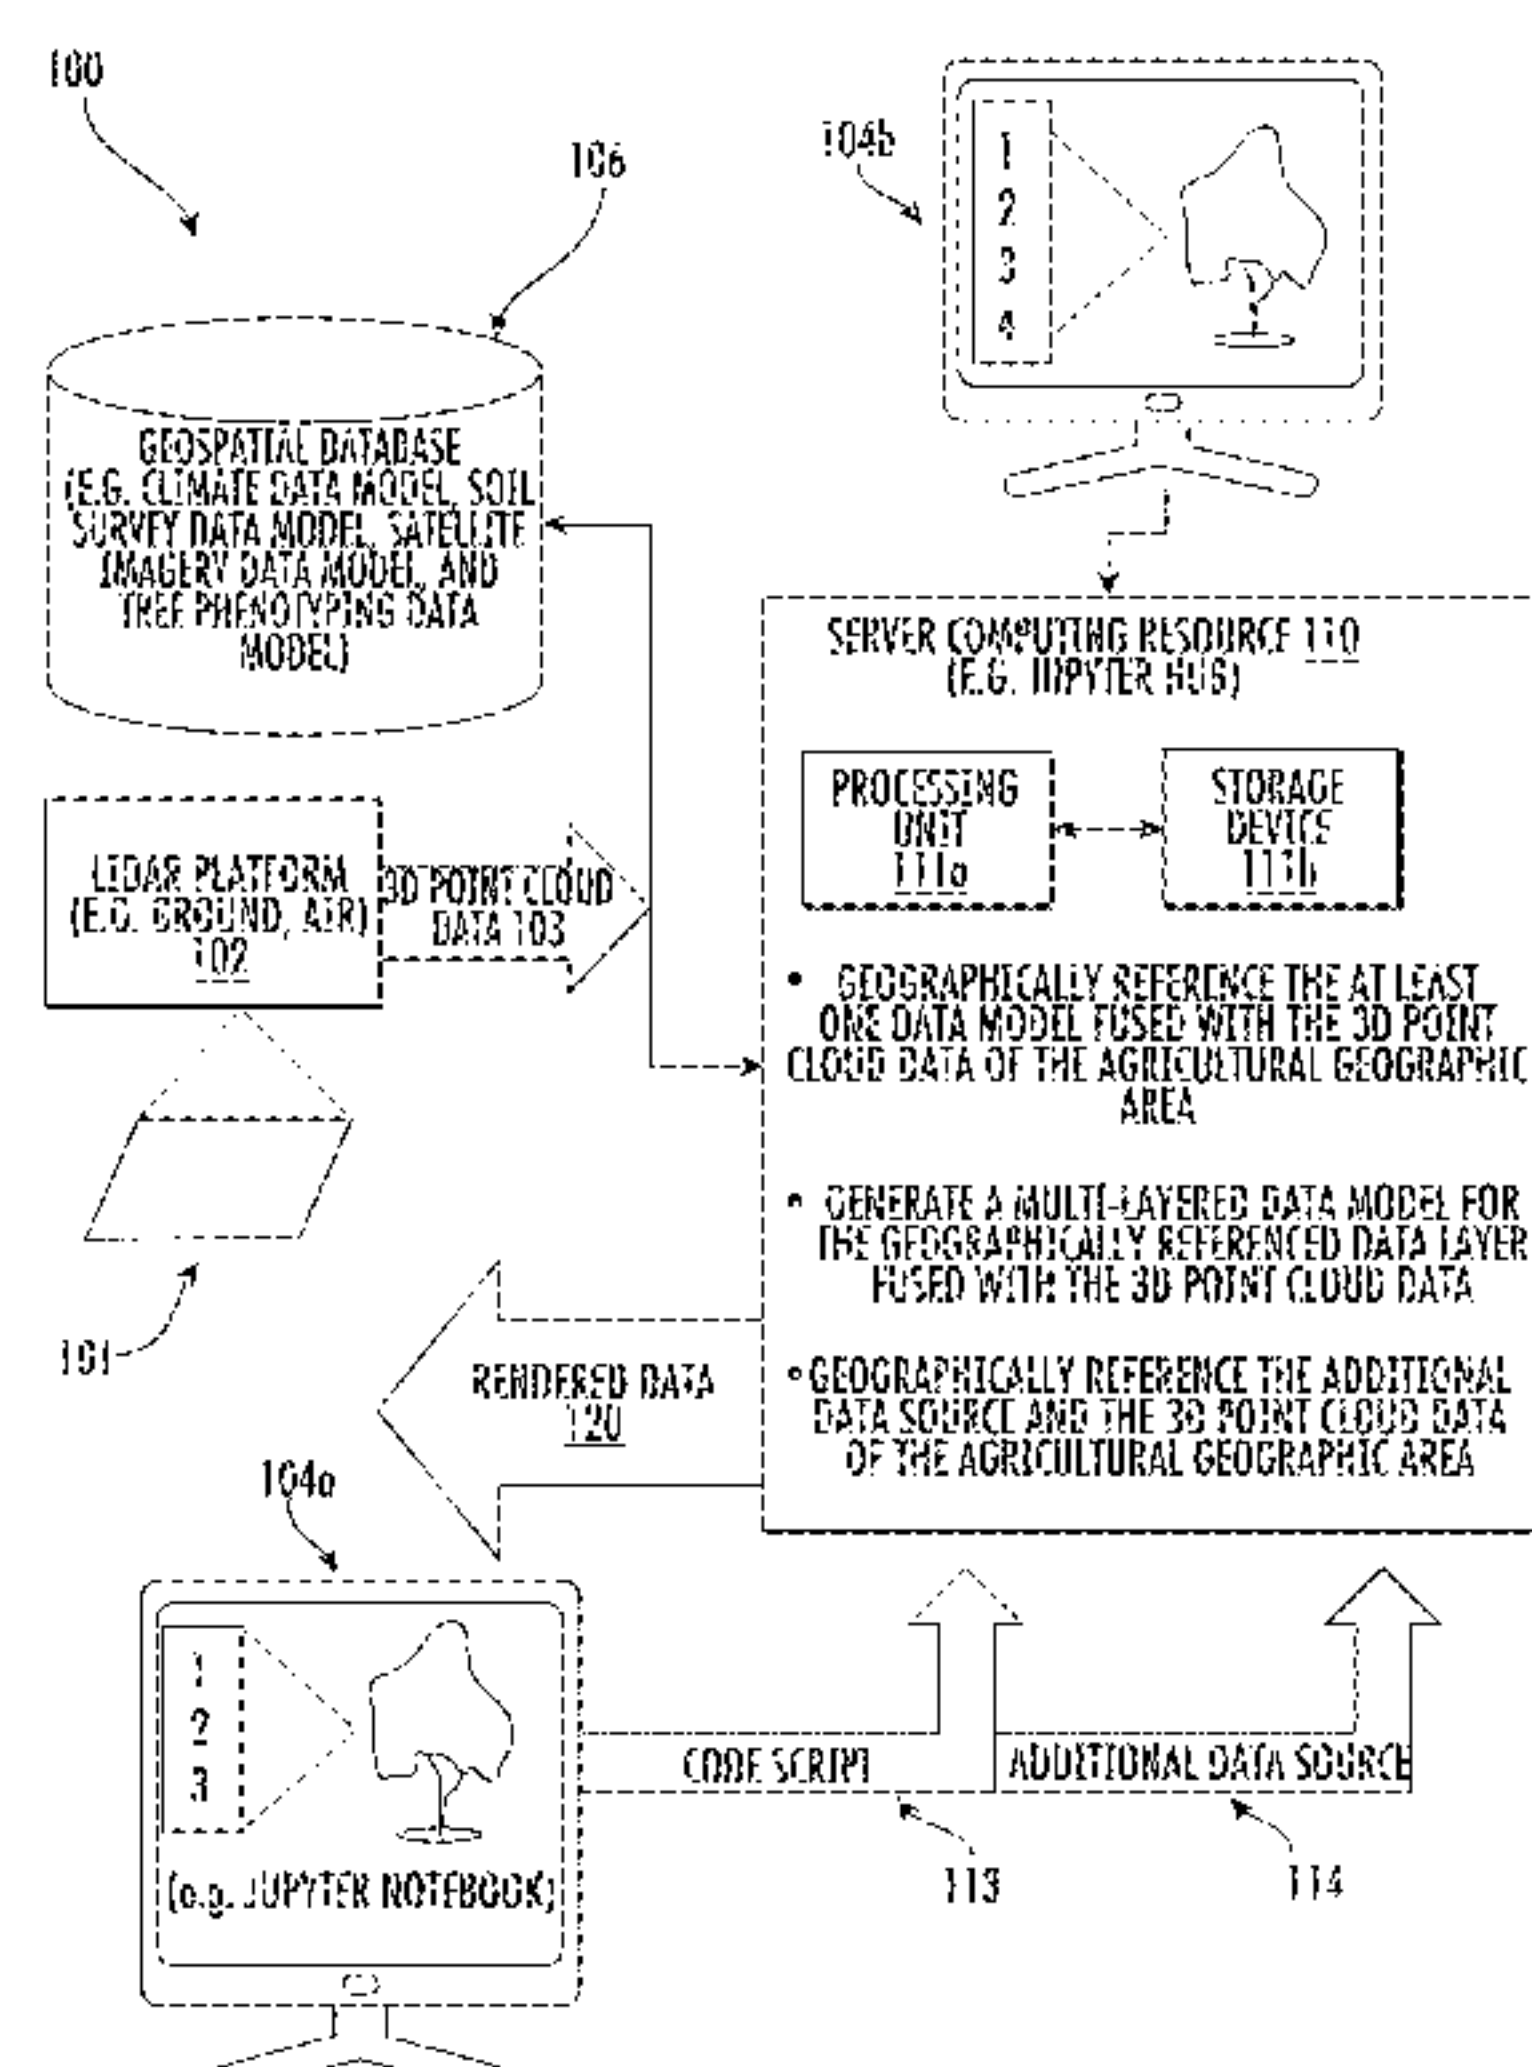 100
106
104b
1
2
3
4
GEOSPATIAL DATABASE
(E.G. CLIMATE DATA MODEL, SOIL
SURVEY DATA MODEL, SATELLITE
IMAGERY DATA MODEL, AND
TREE PHENOTYPING DATA
MODEL)
SERVER COMPUTING RESOURCE 110
(E.G. JUPYTER HUB)
PROCESSING
UNIT
111a
STORAGE
DEVICE
111b
LIDAR PLATFORM
(E.G. GROUND, AIR)
102
3D POINT CLOUD
DATA 103
• GEOGRAPHICALLY REFERENCE THE AT LEAST
ONE DATA MODEL FUSED WITH THE 3D POINT
CLOUD DATA OF THE AGRICULTURAL GEOGRAPHIC
AREA
• GENERATE A MULTI-LAYERED DATA MODEL FOR
THE GEOGRAPHICALLY REFERENCED DATA LAYER
FUSED WITH THE 3D POINT CLOUD DATA
• GEOGRAPHICALLY REFERENCE THE ADDITIONAL
DATA SOURCE AND THE 3D POINT CLOUD DATA
OF THE AGRICULTURAL GEOGRAPHIC AREA
101
RENDERED DATA
120
104a
1
2
3
(e.g. JUPYTER NOTEBOOK)
CODE SCRIPT
ADDITIONAL DATA SOURCE
113
114